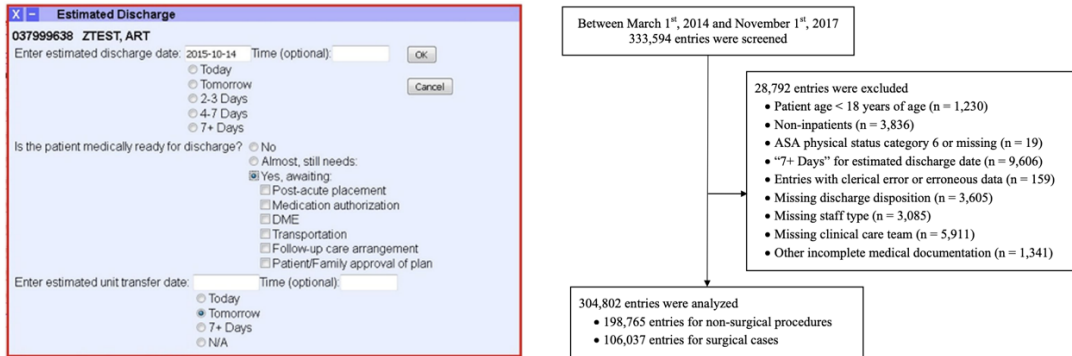 X - Estimated Discharge
037999638 ZTEST, ART
Enter estimated discharge date: 2015-10-14 Time (optional): OK
Today
Tomorrow Cancel
2-3 Days
4-7 Days
7+ Days
Is the patient medically ready for discharge? No
Almost, still needs:
Yes, awaiting:
Post-acute placement
Medication authorization
DME
Transportation
Follow-up care arrangement
Patient/Family approval of plan
Enter estimated unit transfer date: Time (optional):
Today
Tomorrow
7+ Days
N/A
Between March 1st, 2014 and November 1st, 2017
333,594 entries were screened
28,792 entries were excluded
• Patient age < 18 years of age (n = 1,230)
• Non-inpatients (n = 3,836)
• ASA physical status category 6 or missing (n = 19)
• “7+ Days” for estimated discharge date (n = 9,606)
• Entries with clerical error or erroneous data (n = 159)
• Missing discharge disposition (n = 3,605)
• Missing staff type (n = 3,085)
• Missing clinical care team (n = 5,911)
• Other incomplete medical documentation (n = 1,341)
304,802 entries were analyzed
• 198,765 entries for non-surgical procedures
• 106,037 entries for surgical cases